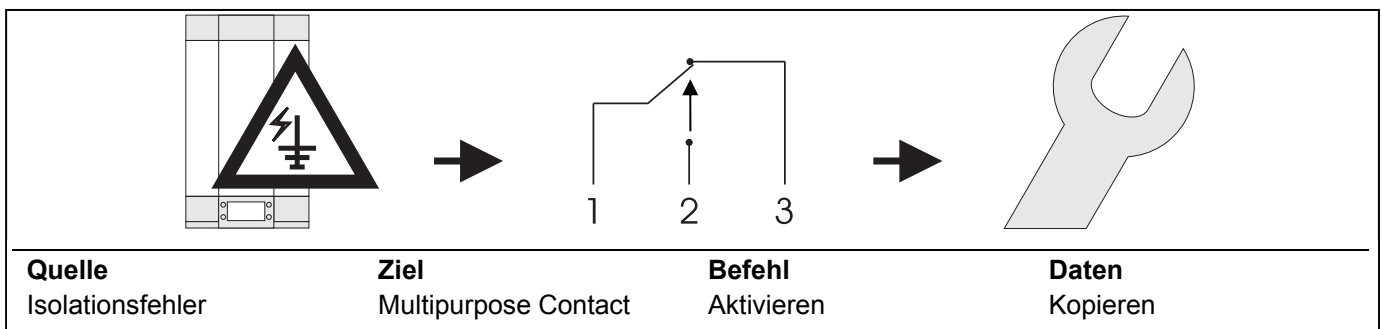 1 2 3
Quelle Ziel Befehl Daten
Isolationsfehler Multipurpose Contact Aktivieren Kopieren